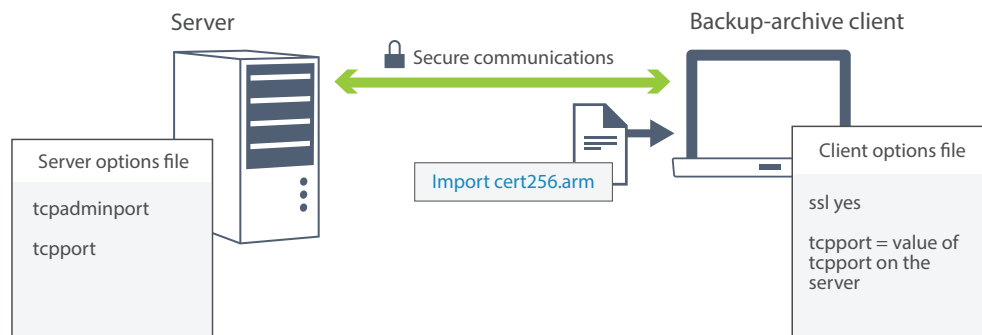 Server
Backup-archive client
Secure communications
Server options file
tcpadminport
tcpport
Import cert256.arm
Client options file
ssl yes
tcpport = value of
tcpport on the
server